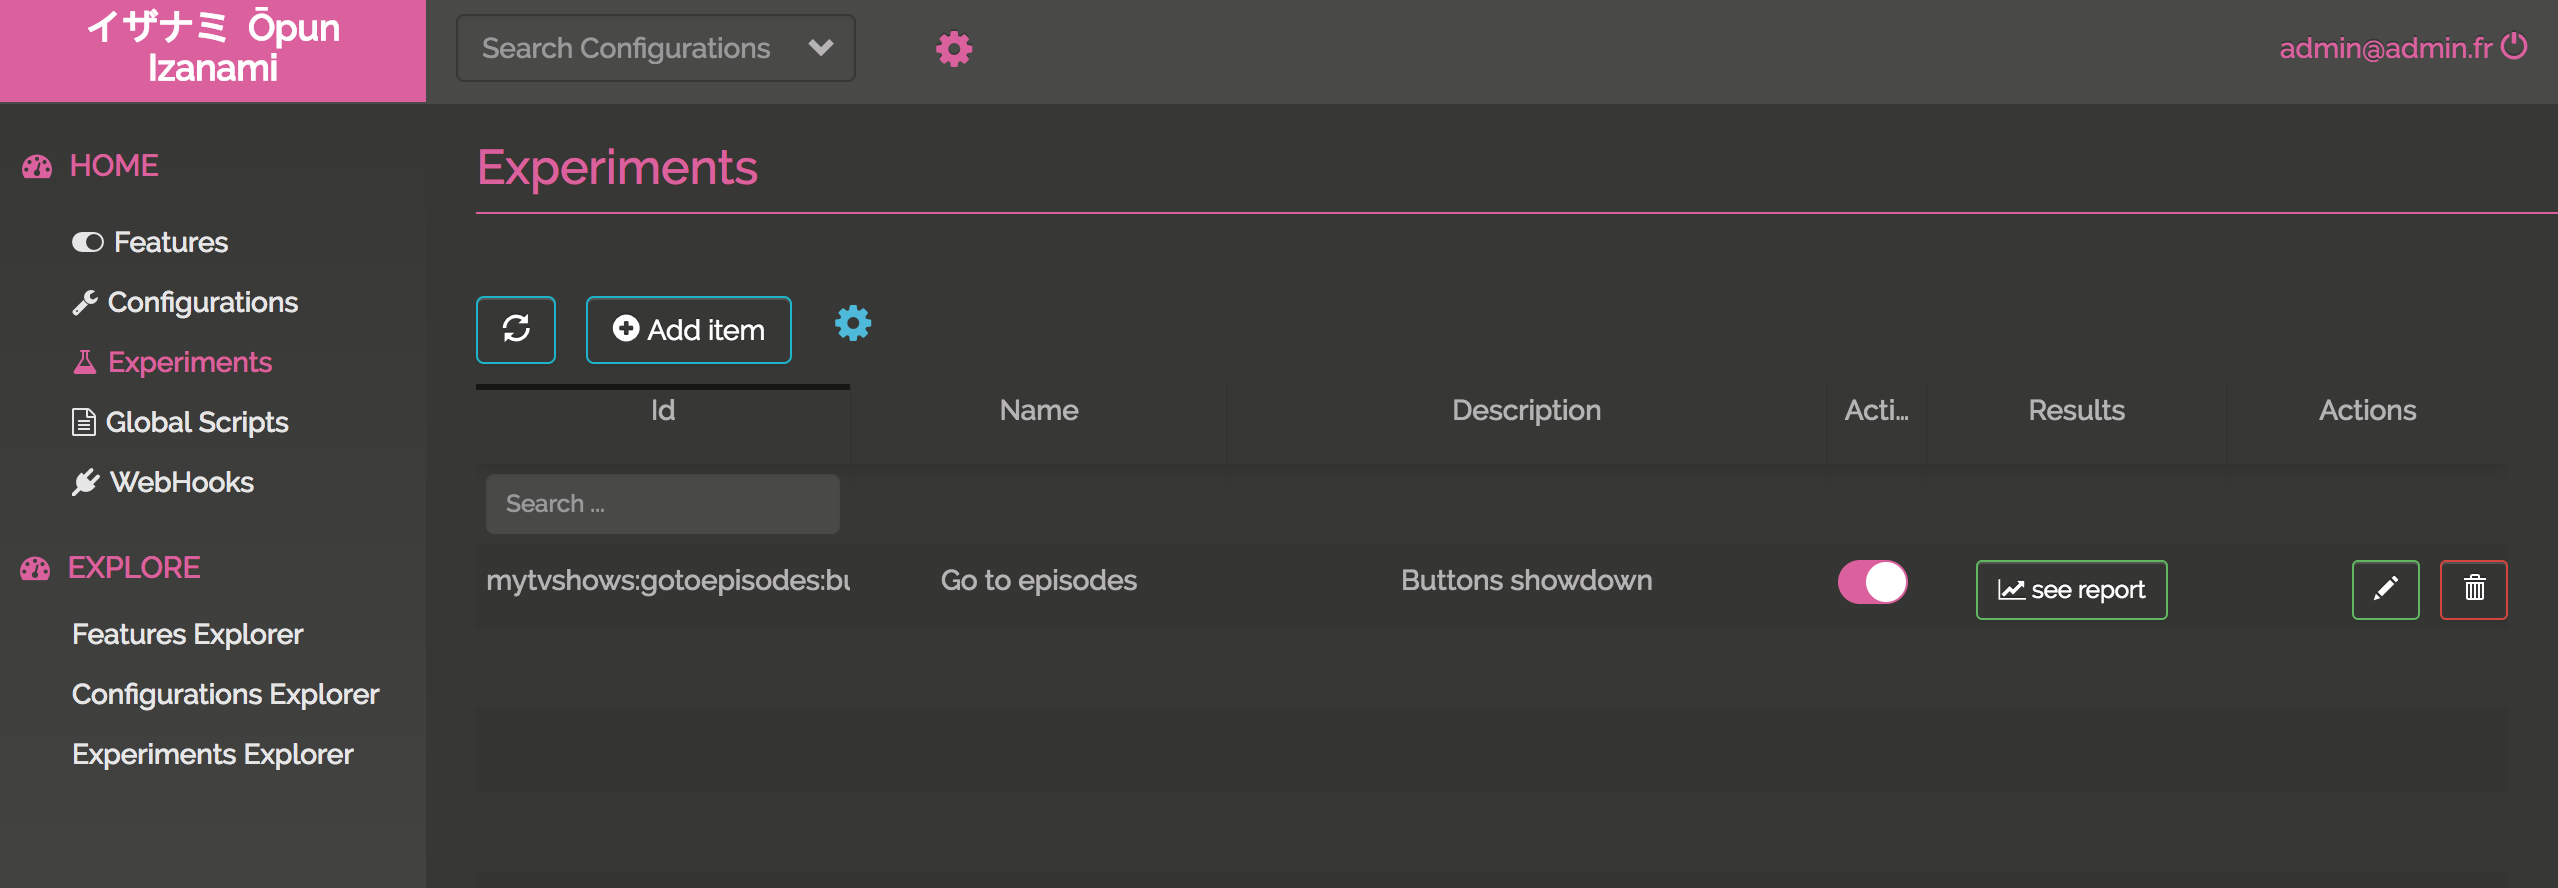 イザナミ Ōpun
Izanami
Search Configurations
admin@admin.fr
HOME
Features
Configurations
Experiments
Global Scripts
WebHooks
EXPLORE
Features Explorer
Configurations Explorer
Experiments Explorer
Experiments
Add item
Id Name Description Acti... Results Actions
Search ...
mytvshows:gotoepisodes:bu Go to episodes Buttons showdown see report